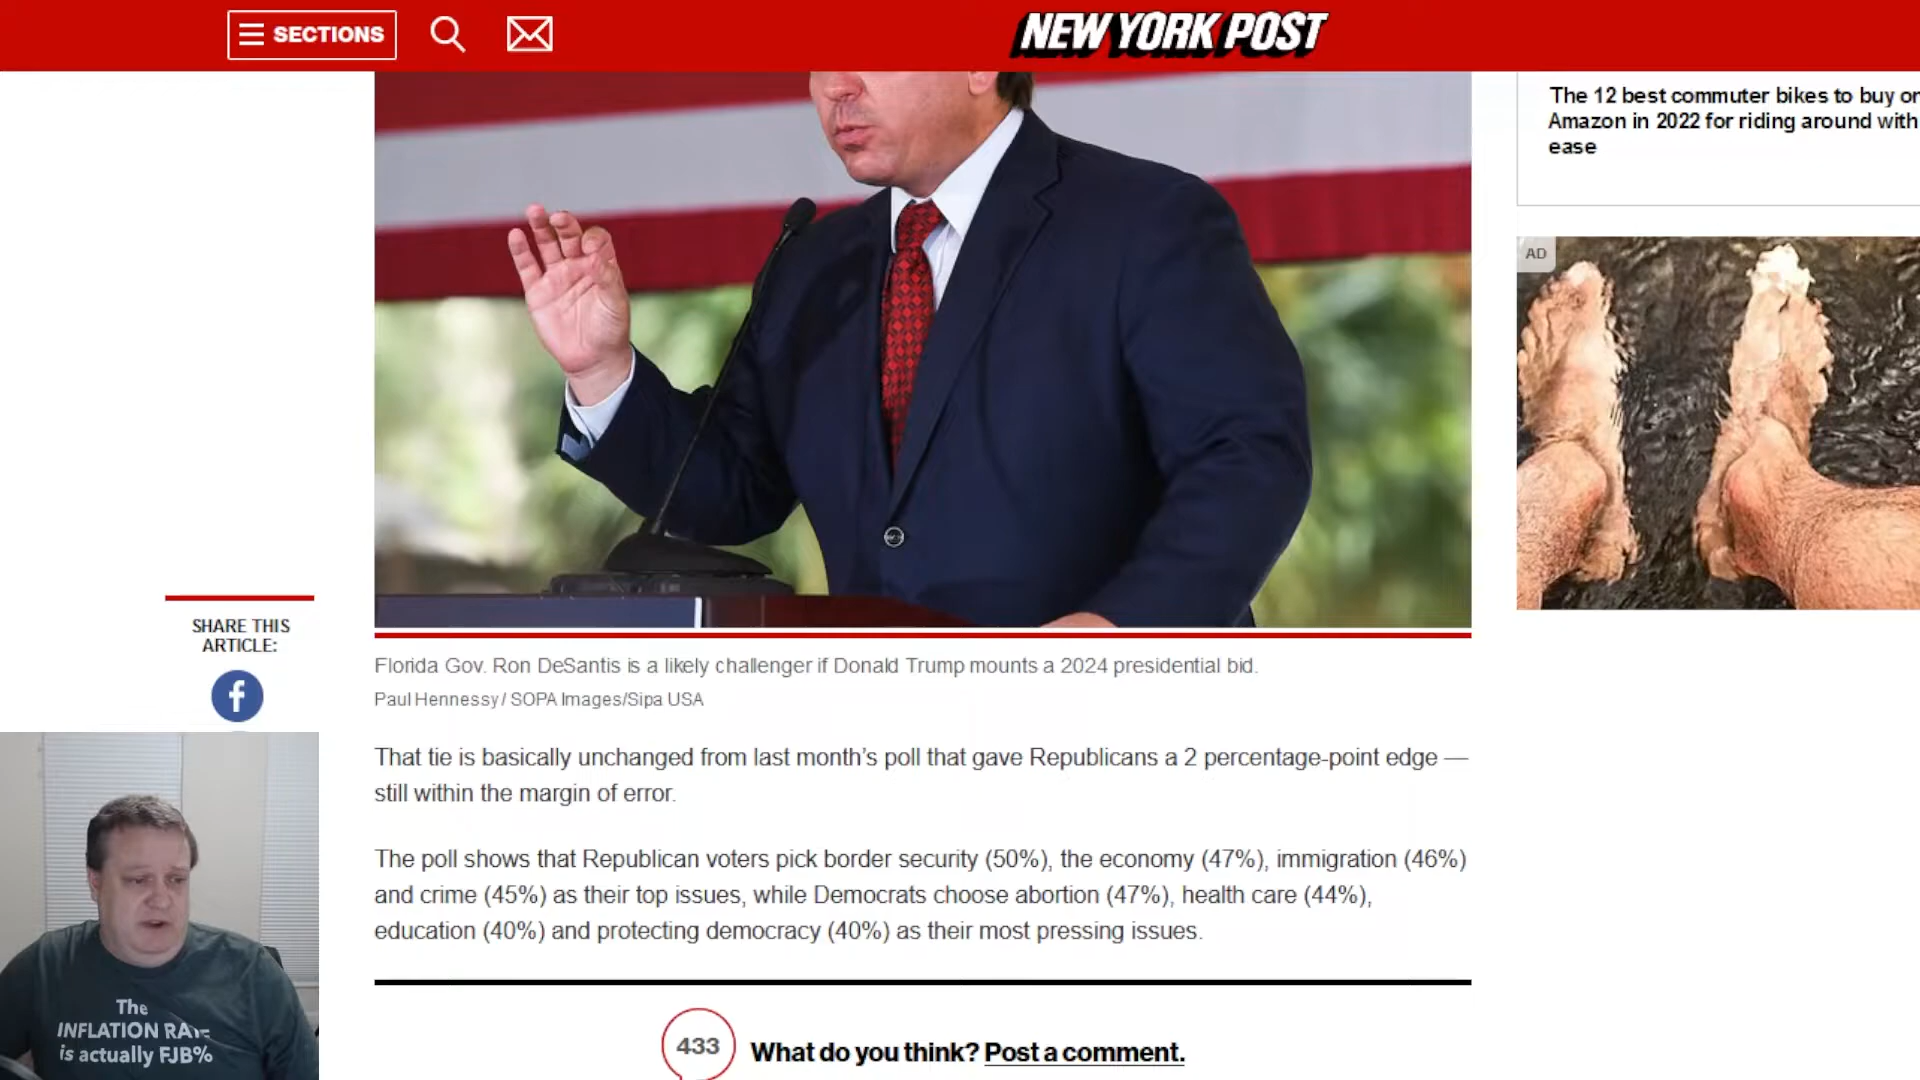 SECTIONS
NEW YORK POST
The 12 best commuter bikes to buy on
Amazon in 2022 for riding around with
ease
AD
SHARE THIS
ARTICLE:
f
Florida Gov. Ron DeSantis is a likely challenger if Donald Trump mounts a 2024 presidential bid.
Paul Hennessy / SOPA Images/Sipa USA
That tie is basically unchanged from last month’s poll that gave Republicans a 2 percentage-point edge —
still within the margin of error.
The poll shows that Republican voters pick border security (50%), the economy (47%), immigration (46%)
and crime (45%) as their top issues, while Democrats choose abortion (47%), health care (44%),
education (40%) and protecting democracy (40%) as their most pressing issues.
The
INFLATION RATE
is actually FJB%
433
What do you think? Post a comment.